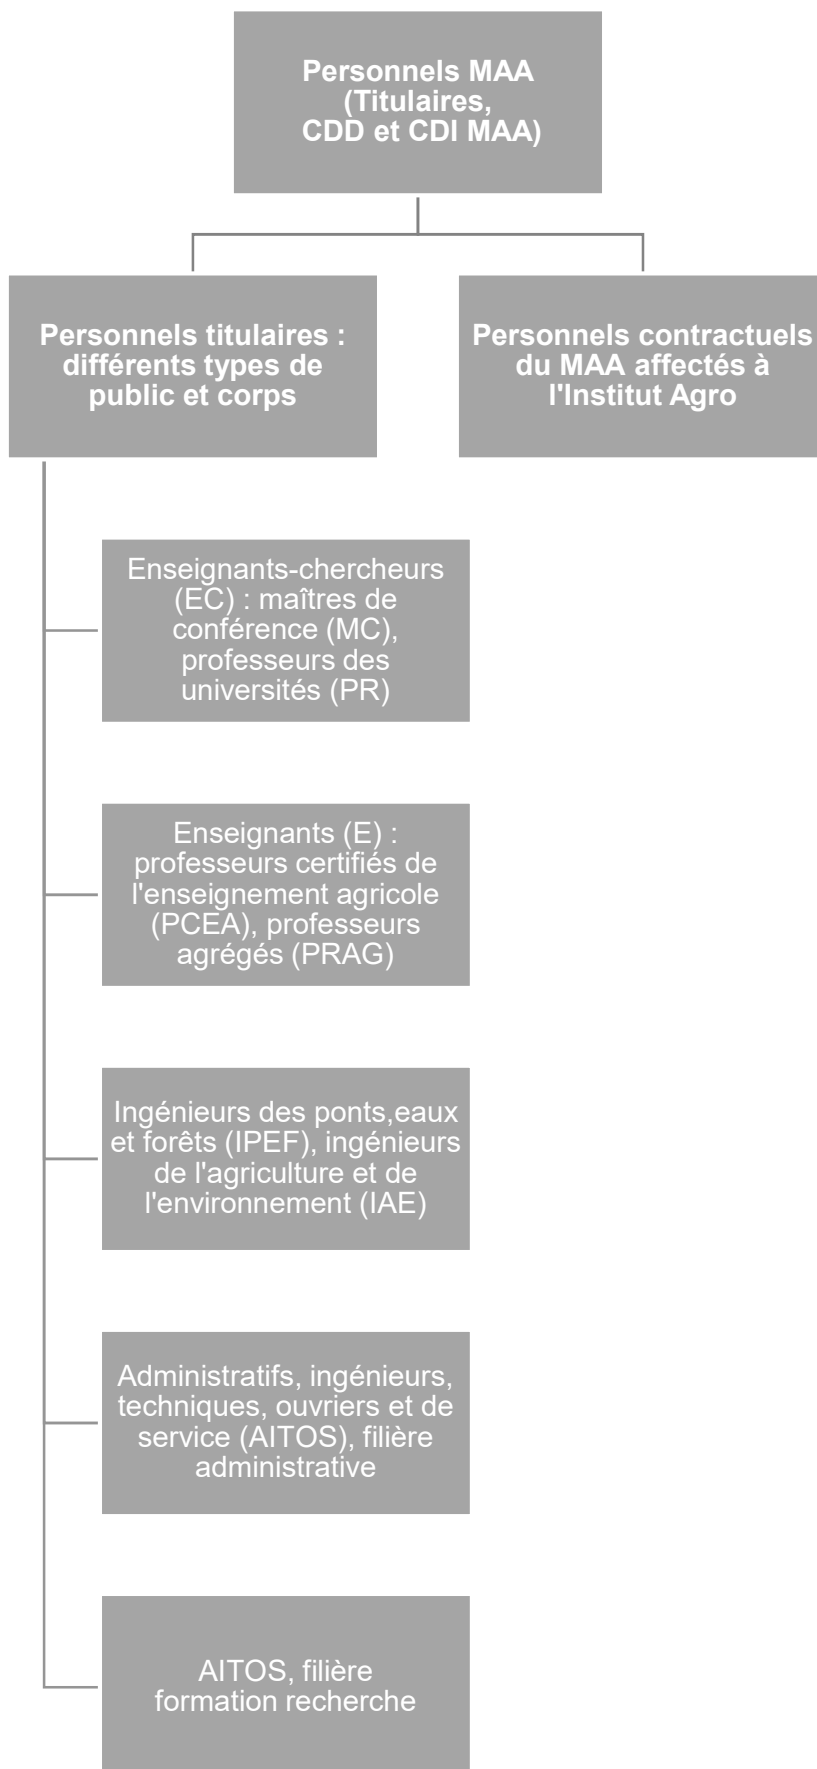 Personnels MAA
(Titulaires,
CDD et CDI MAA)
Personnels titulaires :
différents types de
public et corps
Personnels contractuels
du MAA affectés à
l'Institut Agro
Enseignants-chercheurs
(EC) : maîtres de
conférence (MC),
professeurs des
universités (PR)
Enseignants (E) :
professeurs certifiés de
l'enseignement agricole
(PCEA), professeurs
agrégés (PRAG)
Ingénieurs des ponts,eaux
et forêts (IPEF), ingénieurs
de l'agriculture et de
l'environnement (IAE)
Administratifs, ingénieurs,
techniques, ouvriers et de
service (AITOS), filière
administrative
AITOS, filière
formation recherche